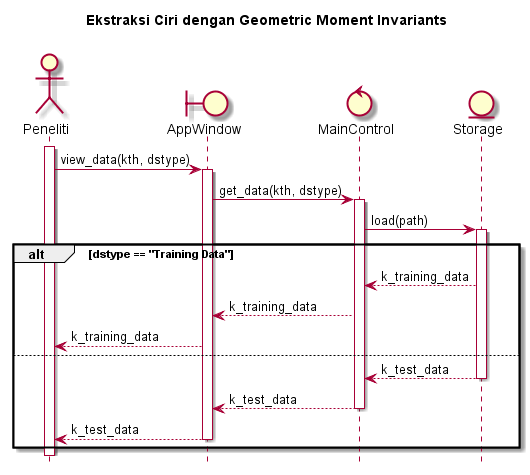 Ekstraksi Ciri dengan Geometric Moment Invariants
Peneliti
AppWindow
MainControl
Storage
view_data(kth, dstype)
get_data(kth, dstype)
load(path)
alt
[dstype == "Training Data"]
k_training_data
k_training_data
k_training_data
k_test_data
k_test_data
k_test_data